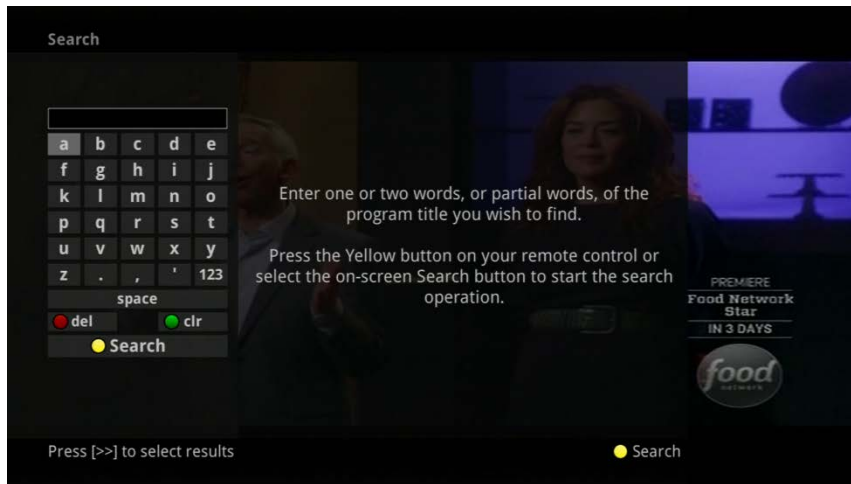 Search
a b c d e
f g h i j
k l m n o
p q r s t
u v w x y
z . , ' 123
space
del clr
Search
Enter one or two words, or partial words, of the
program title you wish to find.
Press the Yellow button on your remote control or
select the on-screen Search button to start the search
operation.
PREMIERE
Food Network
Star
IN 3 DAYS
food
network
Press [>>] to select results
Search